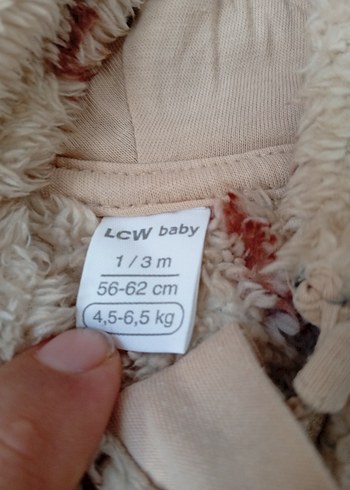 LCW baby
1 / 3 m
56-62 cm
4,5-6,5 kg